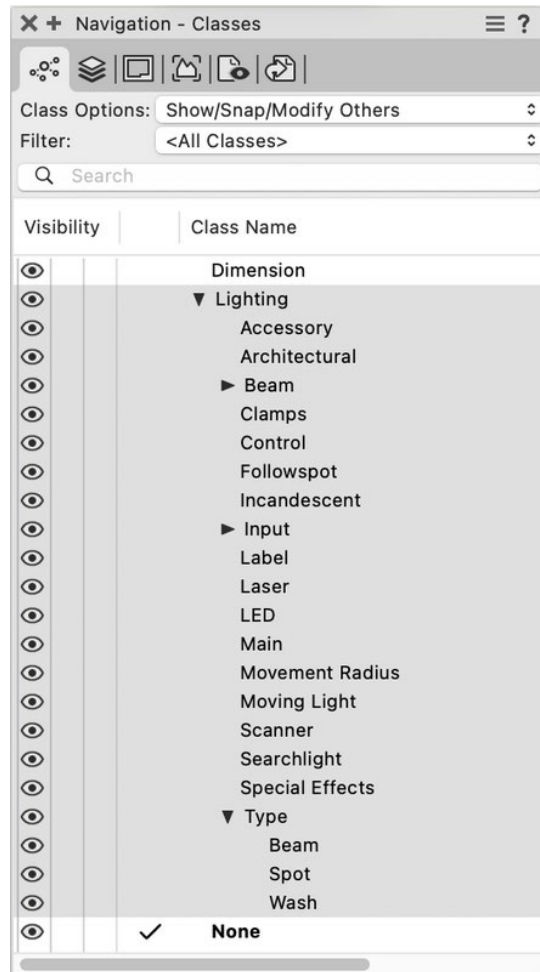 Navigation - Classes ?
Class Options: Show/Snap/Modify Others
Filter: <All Classes>
Search
Visibility Class Name
Dimension
Lighting
Accessory
Architectural
Beam
Clamps
Control
Followspot
Incandescent
Input
Label
Laser
LED
Main
Movement Radius
Moving Light
Scanner
Searchlight
Special Effects
Type
Beam
Spot
Wash
None